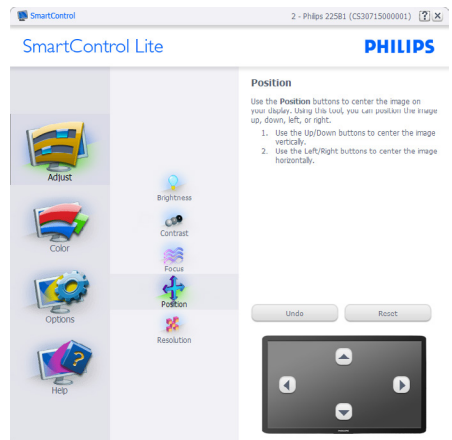 SmartControl
2 - Philips 225B1 (CS30715000001)
?
SmartControl Lite
PHILIPS
Adjust
Color
Options
Help
Brightness
Contrast
Focus
Position
Resolution
Position
Use the Position buttons to center the image on
your display. Using this tool, you can position the image
up, down, left, or right.
1. Use the Up/Down buttons to center the image
vertically.
2. Use the Left/Right buttons to center the image
horizontally.
Undo
Reset